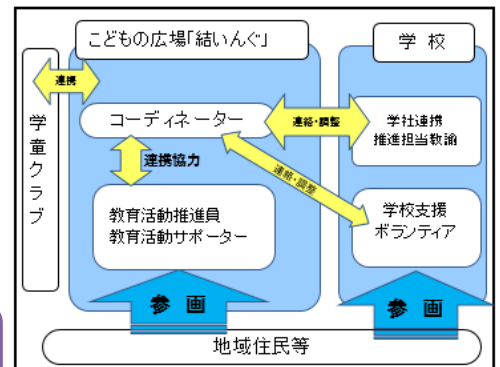 こどもの広場「結いんぐ」
学校
連携
学童クラブ
コーディネーター
連絡・調整
学社連携
推進担当教諭
連携協力
連絡・調整
教育活動推進員
教育活動サポーター
学校支援
ボランティア
参画
参画
地域住民等